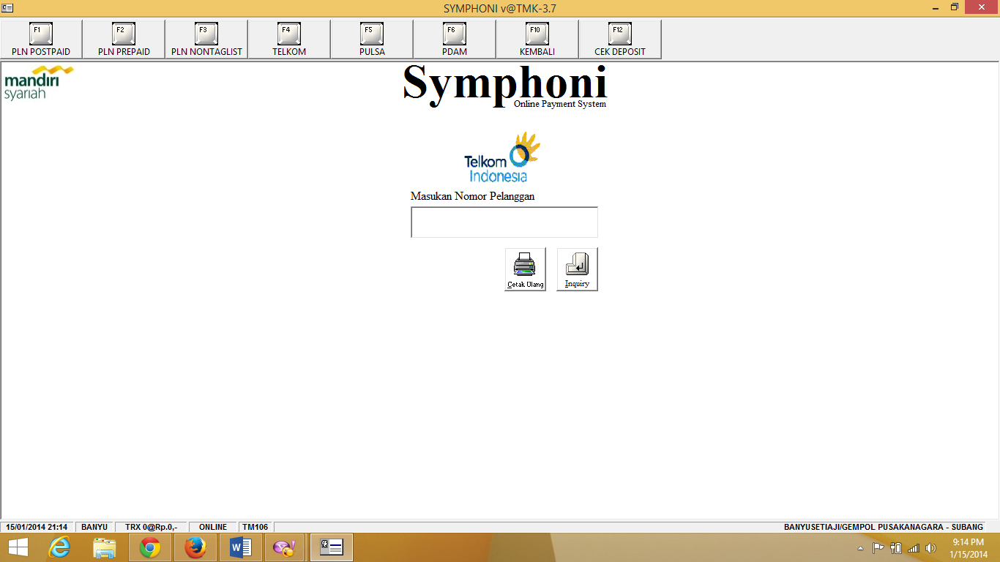 SYMPHONI v@TMK-3.7
F1 F2 F3 F4 F5 F6 F10 F12
PLN POSTPAID PLN PREPAID PLN NONTAGLIST TELKOM PULSA PDAM KEMBALI CEK DEPOSIT
mandiri
syariah
Symphoni
Online Payment System
Telkom
Indonesia
Masukan Nomor Pelanggan
Cetak Ulang Inquiry
15/01/2014 21:14 BANYU TRX 0@Rp.0,- ONLINE TM106 BANYUSETIAJI/GEMPOL PUSAKANAGARA - SUBANG
9:14 PM
1/15/2014